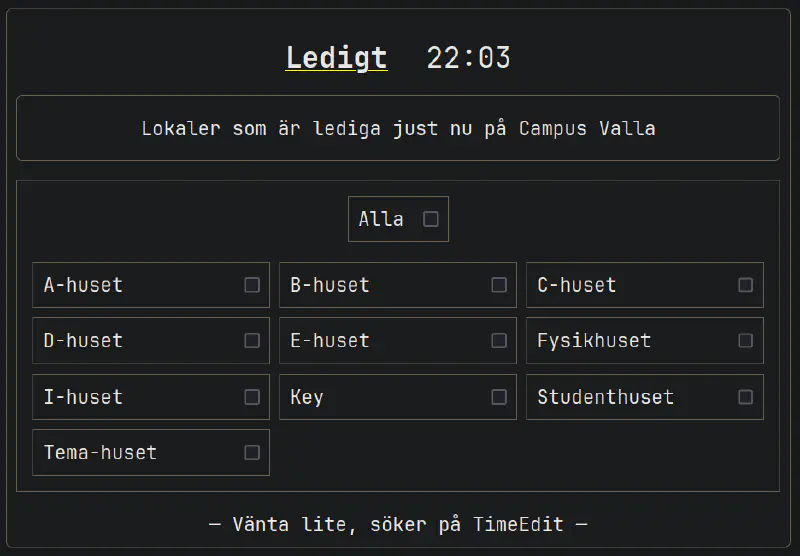 Ledigt 22:03
Lokaler som är lediga just nu på Campus Valla
Alla
A-huset B-huset C-huset
D-huset E-huset Fysikhuset
I-huset Key Studenthuset
Tema-huset
— Vänta lite, söker på TimeEdit —